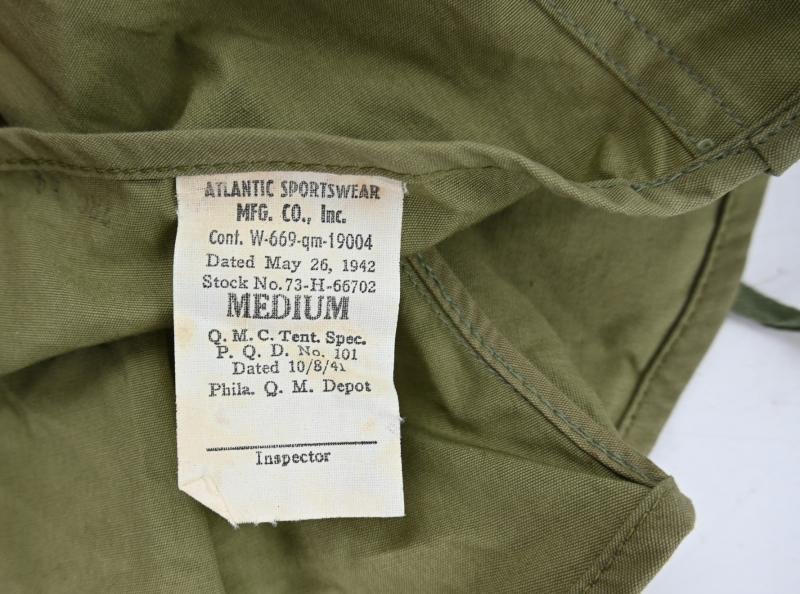 ATLANTIC SPORTSWEAR
MFG. CO., Inc.
Cont. W-669-qm-19004
Dated May 26, 1942
Stock No. 73-H-66702
MEDIUM
Q. M. C. Tent. Spec.
P. Q. D. No. 101
Dated 10/8/41
Phila. Q. M. Depot
Inspector